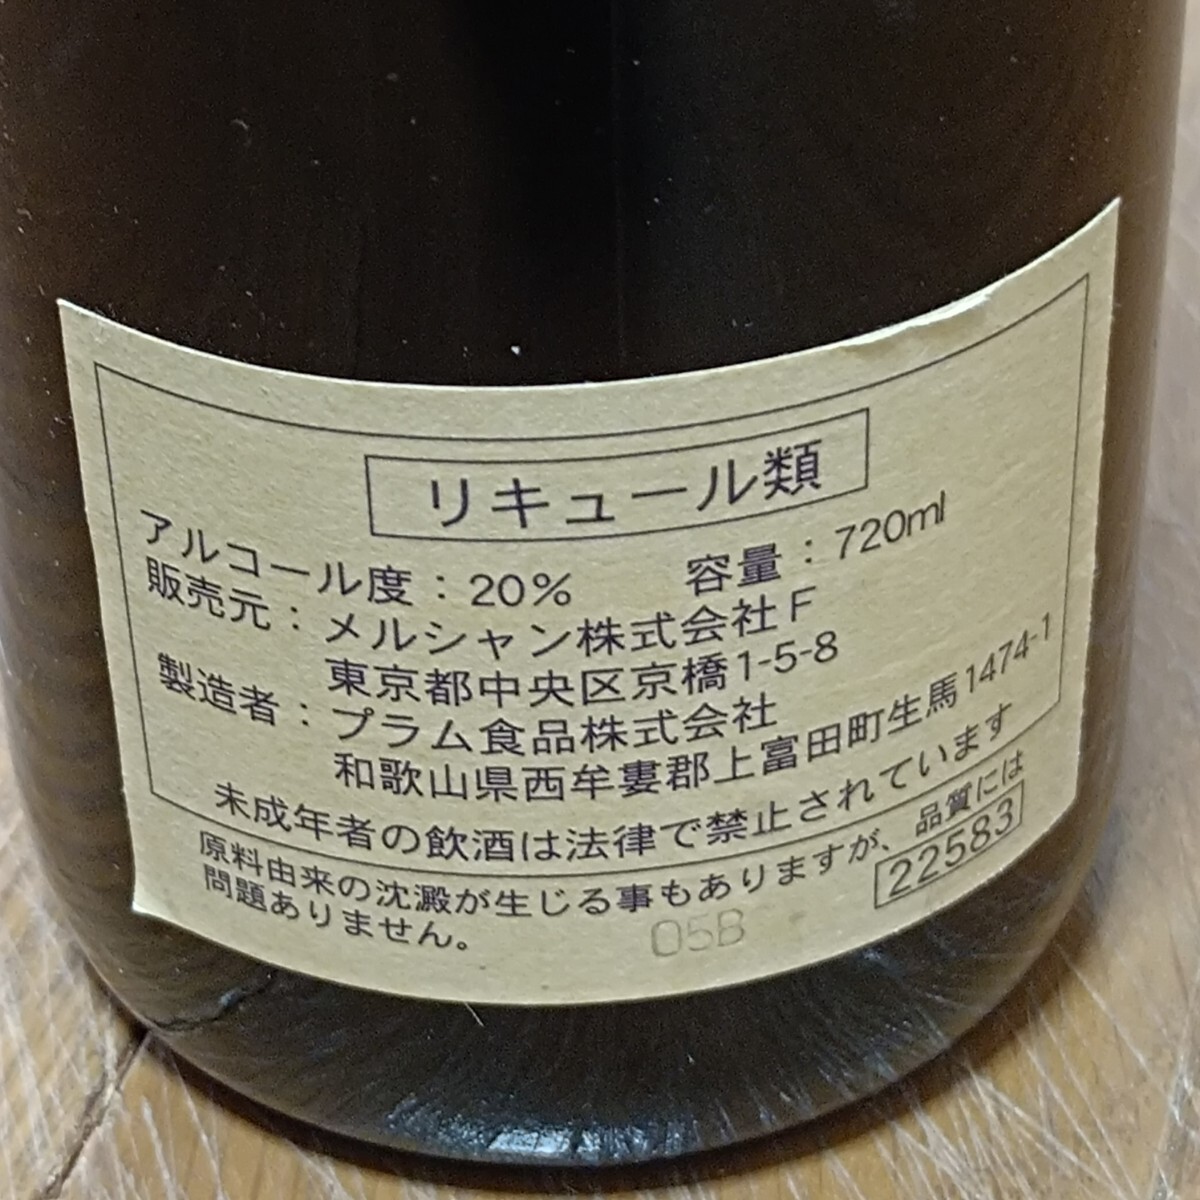 リキュール類
アルコール度：20%　容量：720ml
販売元：メルシャン株式会社F
東京都中央区京橋1-5-8
製造者：プラム食品株式会社
和歌山県西牟婁郡上富田町生馬1474-1
未成年者の飲酒は法律で禁止されています
原料由来の沈澱が生じる事もありますが、品質には
問題ありません。
22583
05B